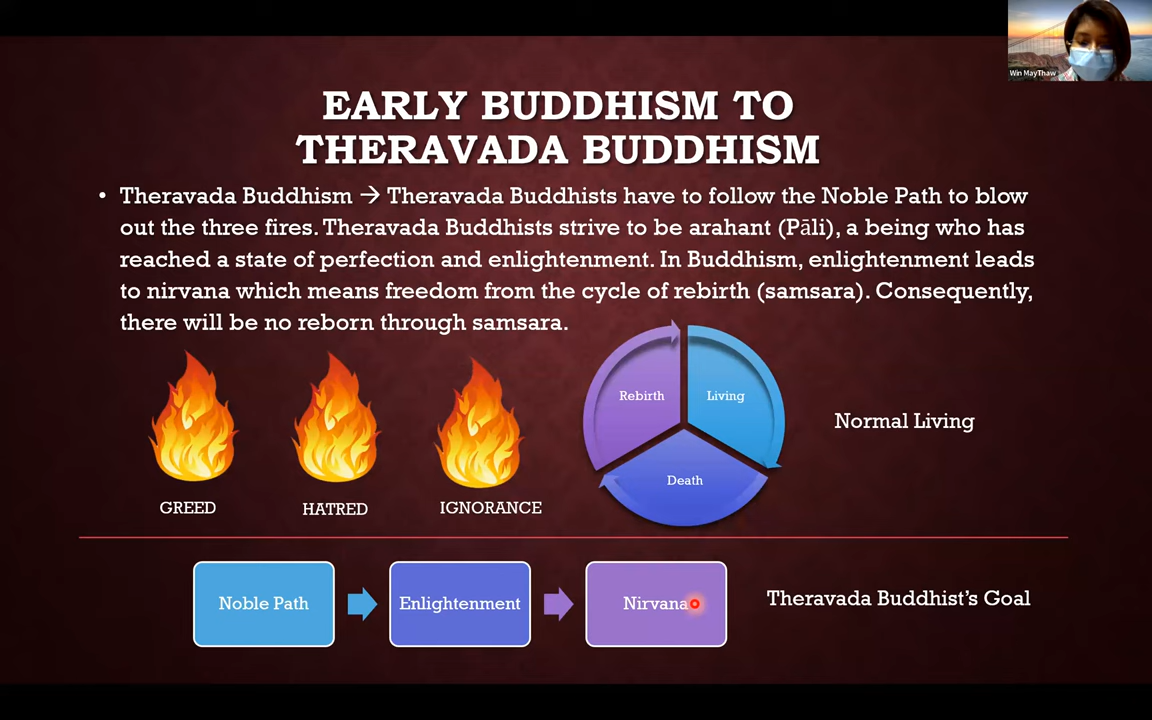 Win MayThaw
EARLY BUDDHISM TO
THERAVADA BUDDHISM
• Theravada Buddhism → Theravada Buddhists have to follow the Noble Path to blow
out the three fires. Theravada Buddhists strive to be arahant (Pāli), a being who has
reached a state of perfection and enlightenment. In Buddhism, enlightenment leads
to nirvana which means freedom from the cycle of rebirth (samsara). Consequently,
there will be no reborn through samsara.
Rebirth
Living
Death
Normal Living
GREED
HATRED
IGNORANCE
Noble Path
Enlightenment
Nirvana
Theravada Buddhist's Goal